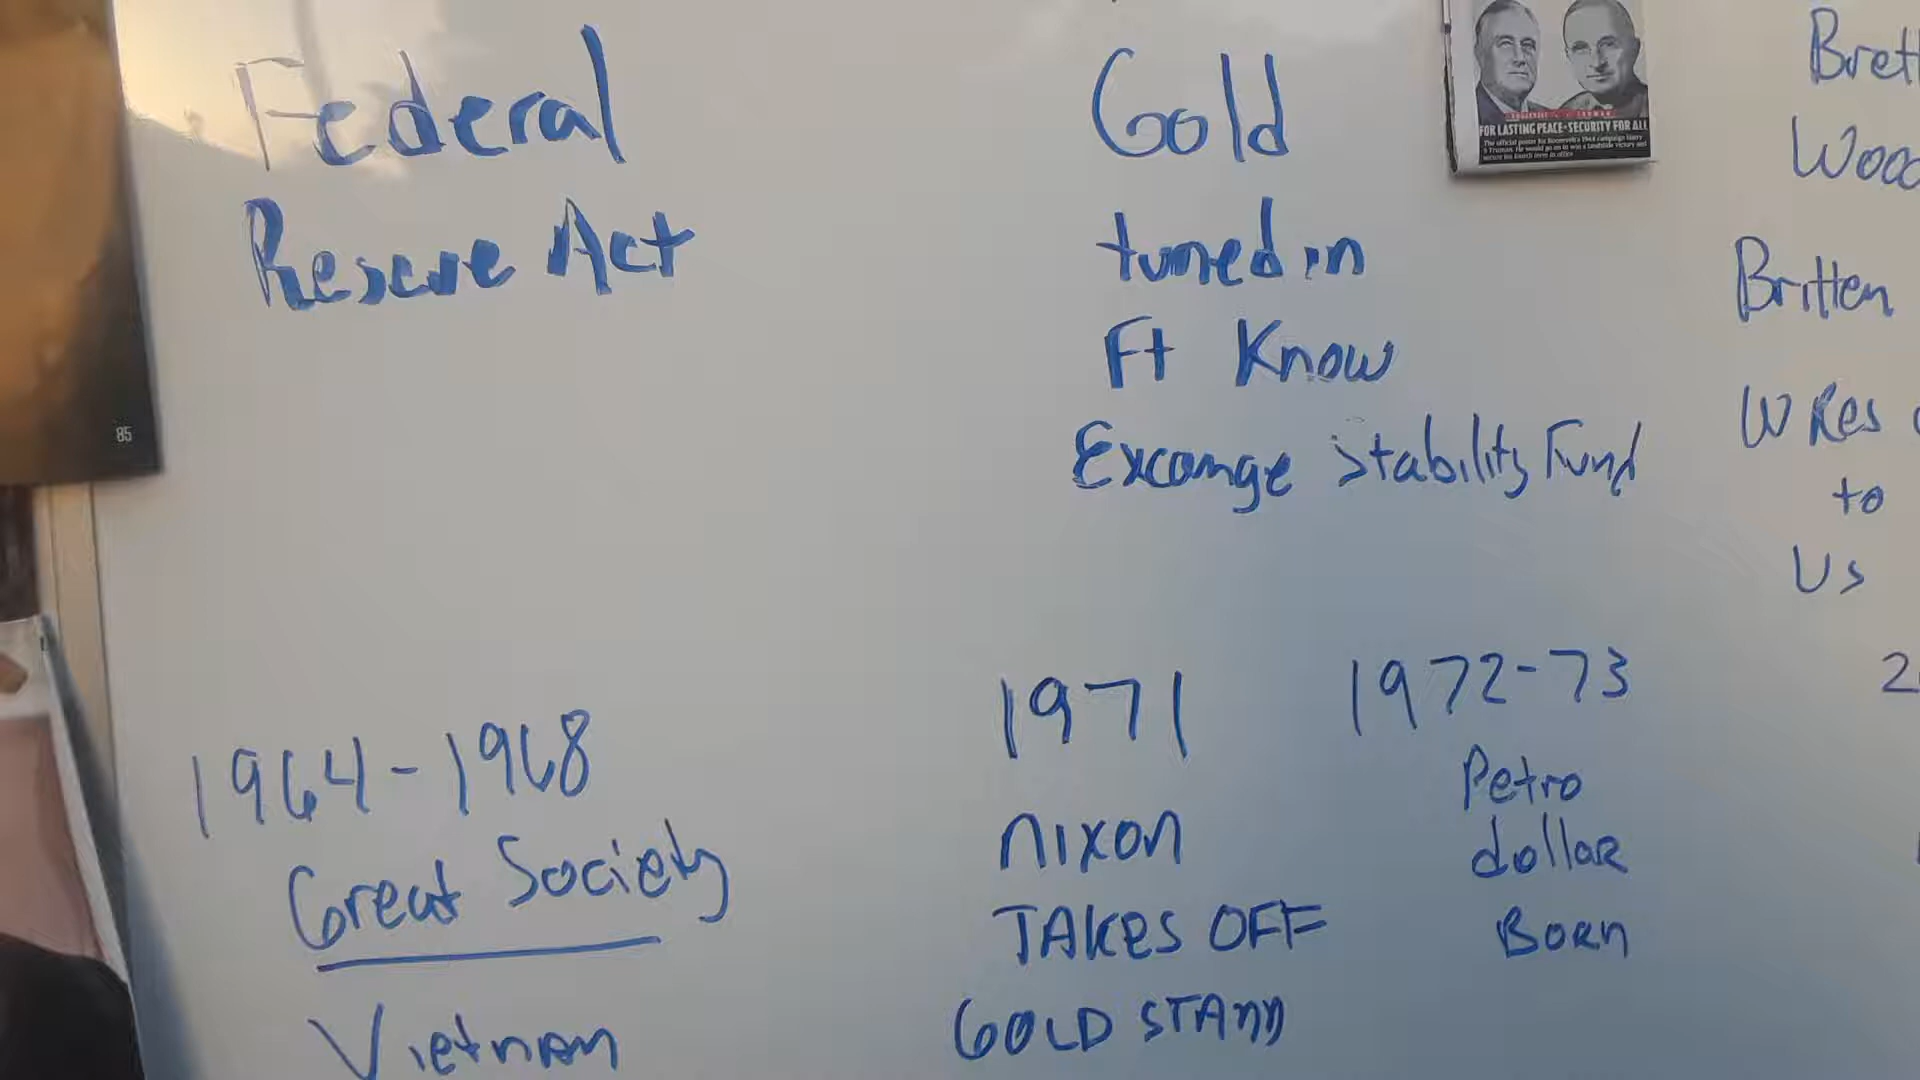 Federal
Reserve Act
85
Gold
turned in
Ft Know
Excange Stability Fund
FOR LASTING PEACE·SECURITY FOR ALL
Brett
Wood
Britten
W Res
to
Us
1964-1968
Great Society
Vietnam
1971
NIXON
TAKES OFF
GOLD STAND
1972-73
Petro
dollar
Born